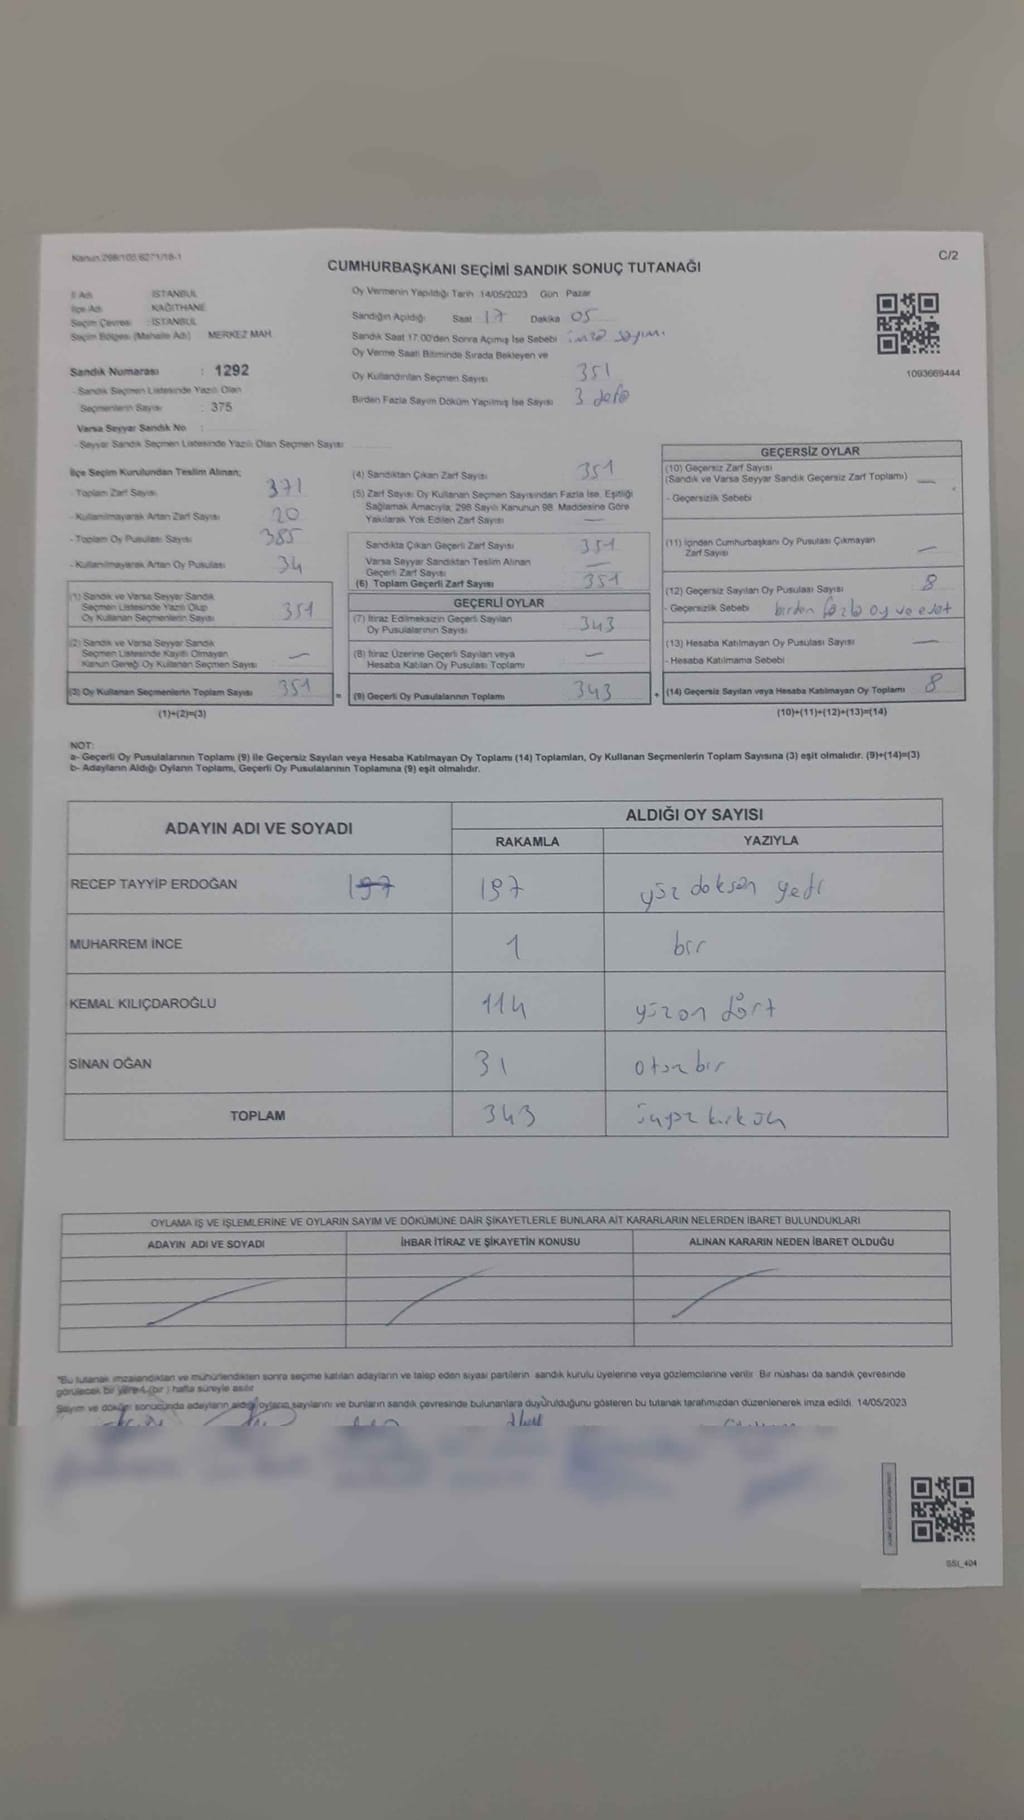 Kanun:298/105,6271/18-1
C/2
CUMHURBAŞKANI SEÇİMİ SANDIK SONUÇ TUTANAĞI
İl Adı : İSTANBUL
İlçe Adı : KAĞITHANE
Seçim Çevresi : İSTANBUL
Seçim Bölgesi (Mahalle Adı) MERKEZ MAH.
Sandık Numarası : 1292
- Sandık Seçmen Listesinde Yazılı Olan
Seçmenlerin Sayısı : 375
Varsa Seyyar Sandık No :
- Seyyar Sandık Seçmen Listesinde Yazılı Olan Seçmen Sayısı:
Oy Vermenin Yapıldığı Tarih 14/05/2023 Gün Pazar
Sandığın Açıldığı Saat 17 Dakika 05
Sandık Saat 17:00'den Sonra Açımış İse Sebebi imza sayımı
Oy Verme Saati Bitiminde Sırada Bekleyen ve
Oy Kullandırılan Seçmen Sayısı 351
Birden Fazla Sayım Döküm Yapılmış İse Sayısı 3 defa
1093669444
İlçe Seçim Kurulundan Teslim Alınan;
- Toplam Zarf Sayısı 371
- Kullanılmayarak Artan Zarf Sayısı 20
- Toplam Oy Pusulası Sayısı 385
- Kullanılmayarak Artan Oy Pusulası 34
(1) Sandık ve Varsa Seyyar Sandık
Seçmen Listesinde Yazılı Olup
Oy Kullanan Seçmenlerin Sayısı 351
(2) Sandık ve Varsa Seyyar Sandık
Seçmen Listesinde Kayıtlı Olmayan
Kanun Gereği Oy Kullanan Seçmen Sayısı —
(3) Oy Kullanan Seçmenlerin Toplam Sayısı 351
(1)+(2)=(3)
(4) Sandıktan Çıkan Zarf Sayısı 351
(5) Zarf Sayısı Oy Kullanan Seçmen Sayısından Fazla İse, Eşitliği
Sağlamak Amacıyla, 298 Sayılı Kanunun 98. Maddesine Göre
Yakılarak Yok Edilen Zarf Sayısı —
Sandıkta Çıkan Geçerli Zarf Sayısı 351
Varsa Seyyar Sandıktan Teslim Alınan
Geçerli Zarf Sayısı —
(6) Toplam Geçerli Zarf Sayısı 351
GEÇERLİ OYLAR
(7) İtiraz Edilmeksizin Geçerli Sayılan
Oy Pusulalarının Sayısı 343
(8) İtiraz Üzerine Geçerli Sayılan veya
Hesaba Katılan Oy Pusulası Toplamı —
= (9) Geçerli Oy Pusulalarının Toplamı 343
GEÇERSİZ OYLAR
(10) Geçersiz Zarf Sayısı
(Sandık ve Varsa Seyyar Sandık Geçersiz Zarf Toplamı) —
- Geçersizlik Sebebi
(11) İçinden Cumhurbaşkanı Oy Pusulası Çıkmayan
Zarf Sayısı —
(12) Geçersiz Sayılan Oy Pusulası Sayısı 8
- Geçersizlik Sebebi birden fazla oy ve evet
(13) Hesaba Katılmayan Oy Pusulası Sayısı —
- Hesaba Katılmama Sebebi
+ (14) Geçersiz Sayılan veya Hesaba Katılmayan Oy Toplamı 8
(10)+(11)+(12)+(13)=(14)
NOT:
a- Geçerli Oy Pusulalarının Toplamı (9) ile Geçersiz Sayılan veya Hesaba Katılmayan Oy Toplamı (14) Toplamları, Oy Kullanan Seçmenlerin Toplam Sayısına (3) eşit olmalıdır. (9)+(14)=(3)
b- Adayların Aldığı Oyların Toplamı, Geçerli Oy Pusulalarının Toplamına (9) eşit olmalıdır.
ADAYIN ADI VE SOYADI
ALDIĞI OY SAYISI
RAKAMLA YAZIYLA
RECEP TAYYİP ERDOĞAN 197 197 yüz doksan yedi
MUHARREM İNCE 1 bir
KEMAL KILIÇDAROĞLU 114 yüzon dört
SİNAN OĞAN 31 otuzbir
TOPLAM 343 üçyüz kırk üç
OYLAMA İŞ VE İŞLEMLERİNE VE OYLARIN SAYIM VE DÖKÜMÜNE DAİR ŞİKAYETLERLE BUNLARA AİT KARARLARIN NELERDEN İBARET BULUNDUKLARI
ADAYIN ADI VE SOYADI İHBAR İTİRAZ VE ŞİKAYETİN KONUSU ALINAN KARARIN NEDEN İBARET OLDUĞU
*Bu tutanak imzalandıktan ve mühürlendikten sonra seçime katılan adayların ve talep eden siyasi partilerin sandık kurulu üyelerine veya gözlemcilerine verilir. Bir nüshası da sandık çevresinde
görülecek bir yere 1 (bir ) hafta süreyle asılır.
Sayım ve döküm sonucunda adayların aldığı oyların sayılarını ve bunların sandık çevresinde bulunanlara duyurulduğunu gösteren bu tutanak tarafımızdan düzenlenerek imza edildi. 14/05/2023
SSI_404